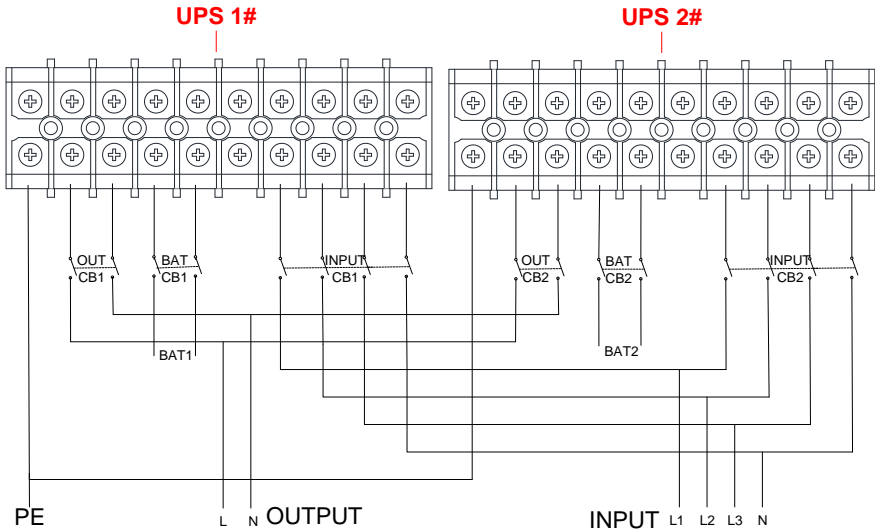 UPS 1# UPS 2#
OUT BAT INPUT OUT BAT INPUT
CB1 CB1 CB1 CB2 CB2 CB2
BAT1 BAT2
PE L N OUTPUT INPUT L1 L2 L3 N